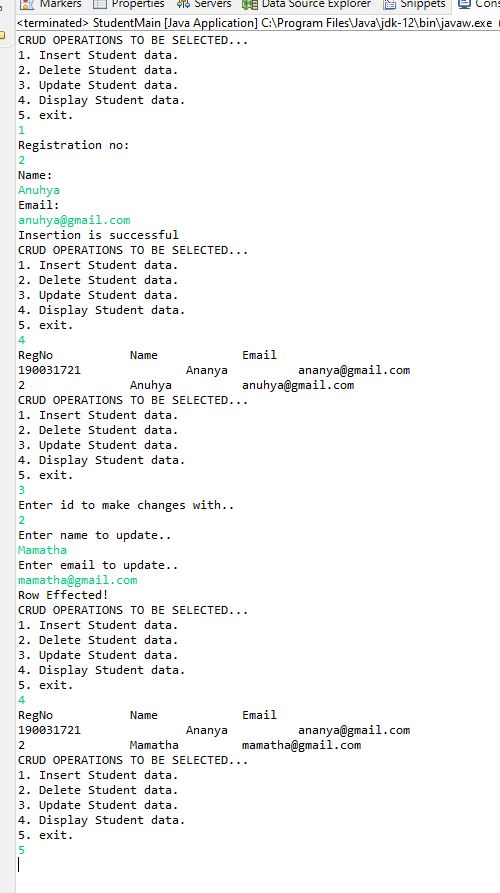 Markers Properties Servers Data Source Explorer Snippets
<terminated> StudentMain [Java Application] C:\Program Files\Java\jdk-12\bin\javaw.exe
CRUD OPERATIONS TO BE SELECTED...
1. Insert Student data.
2. Delete Student data.
3. Update Student data.
4. Display Student data.
5. exit.
1
Registration no:
2
Name:
Anuhya
Email:
anuhya@gmail.com
Insertion is successful
CRUD OPERATIONS TO BE SELECTED...
1. Insert Student data.
2. Delete Student data.
3. Update Student data.
4. Display Student data.
5. exit.
4
RegNo Name Email
190031721 Ananya ananya@gmail.com
2 Anuhya anuhya@gmail.com
CRUD OPERATIONS TO BE SELECTED...
1. Insert Student data.
2. Delete Student data.
3. Update Student data.
4. Display Student data.
5. exit.
3
Enter id to make changes with..
2
Enter name to update..
Mamatha
Enter email to update..
mamatha@gmail.com
Row Effected!
CRUD OPERATIONS TO BE SELECTED...
1. Insert Student data.
2. Delete Student data.
3. Update Student data.
4. Display Student data.
5. exit.
4
RegNo Name Email
190031721 Ananya ananya@gmail.com
2 Mamatha mamatha@gmail.com
CRUD OPERATIONS TO BE SELECTED...
1. Insert Student data.
2. Delete Student data.
3. Update Student data.
4. Display Student data.
5. exit.
5